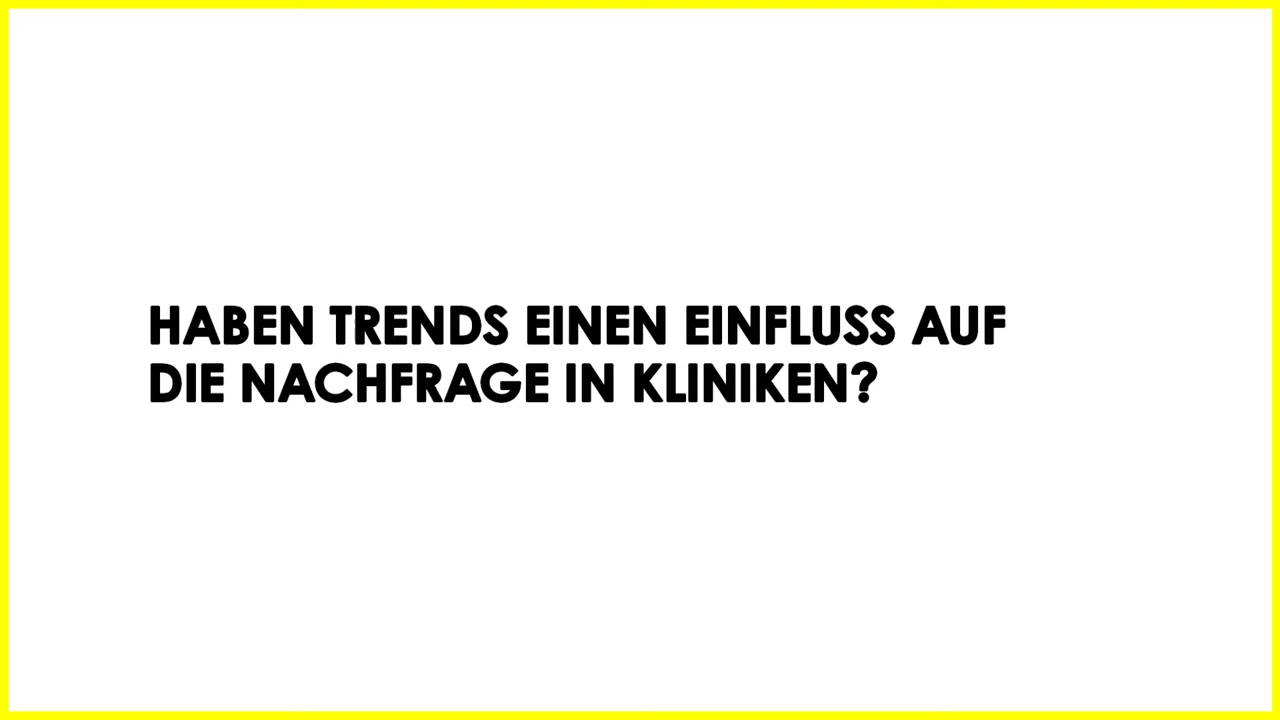 HABEN TRENDS EINEN EINFLUSS AUF
DIE NACHFRAGE IN KLINIKEN?